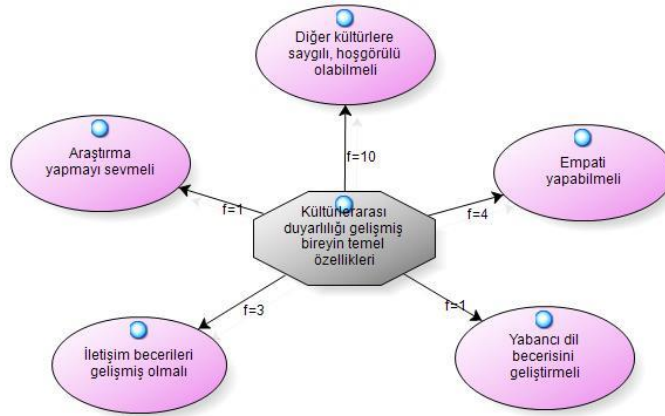 Diğer kültürlere
saygılı, hoşgörülü
olabilmeli
Araştırma
yapmayı sevmeli
f=10
Empati
yapabilmeli
f=1
Kültürlerarası
duyarlılığı gelişmiş
bireyin temel
özellikleri
f=4
f=3
f=1
İletişim becerileri
gelişmiş olmalı
Yabancı dil
becerisini
geliştirmeli